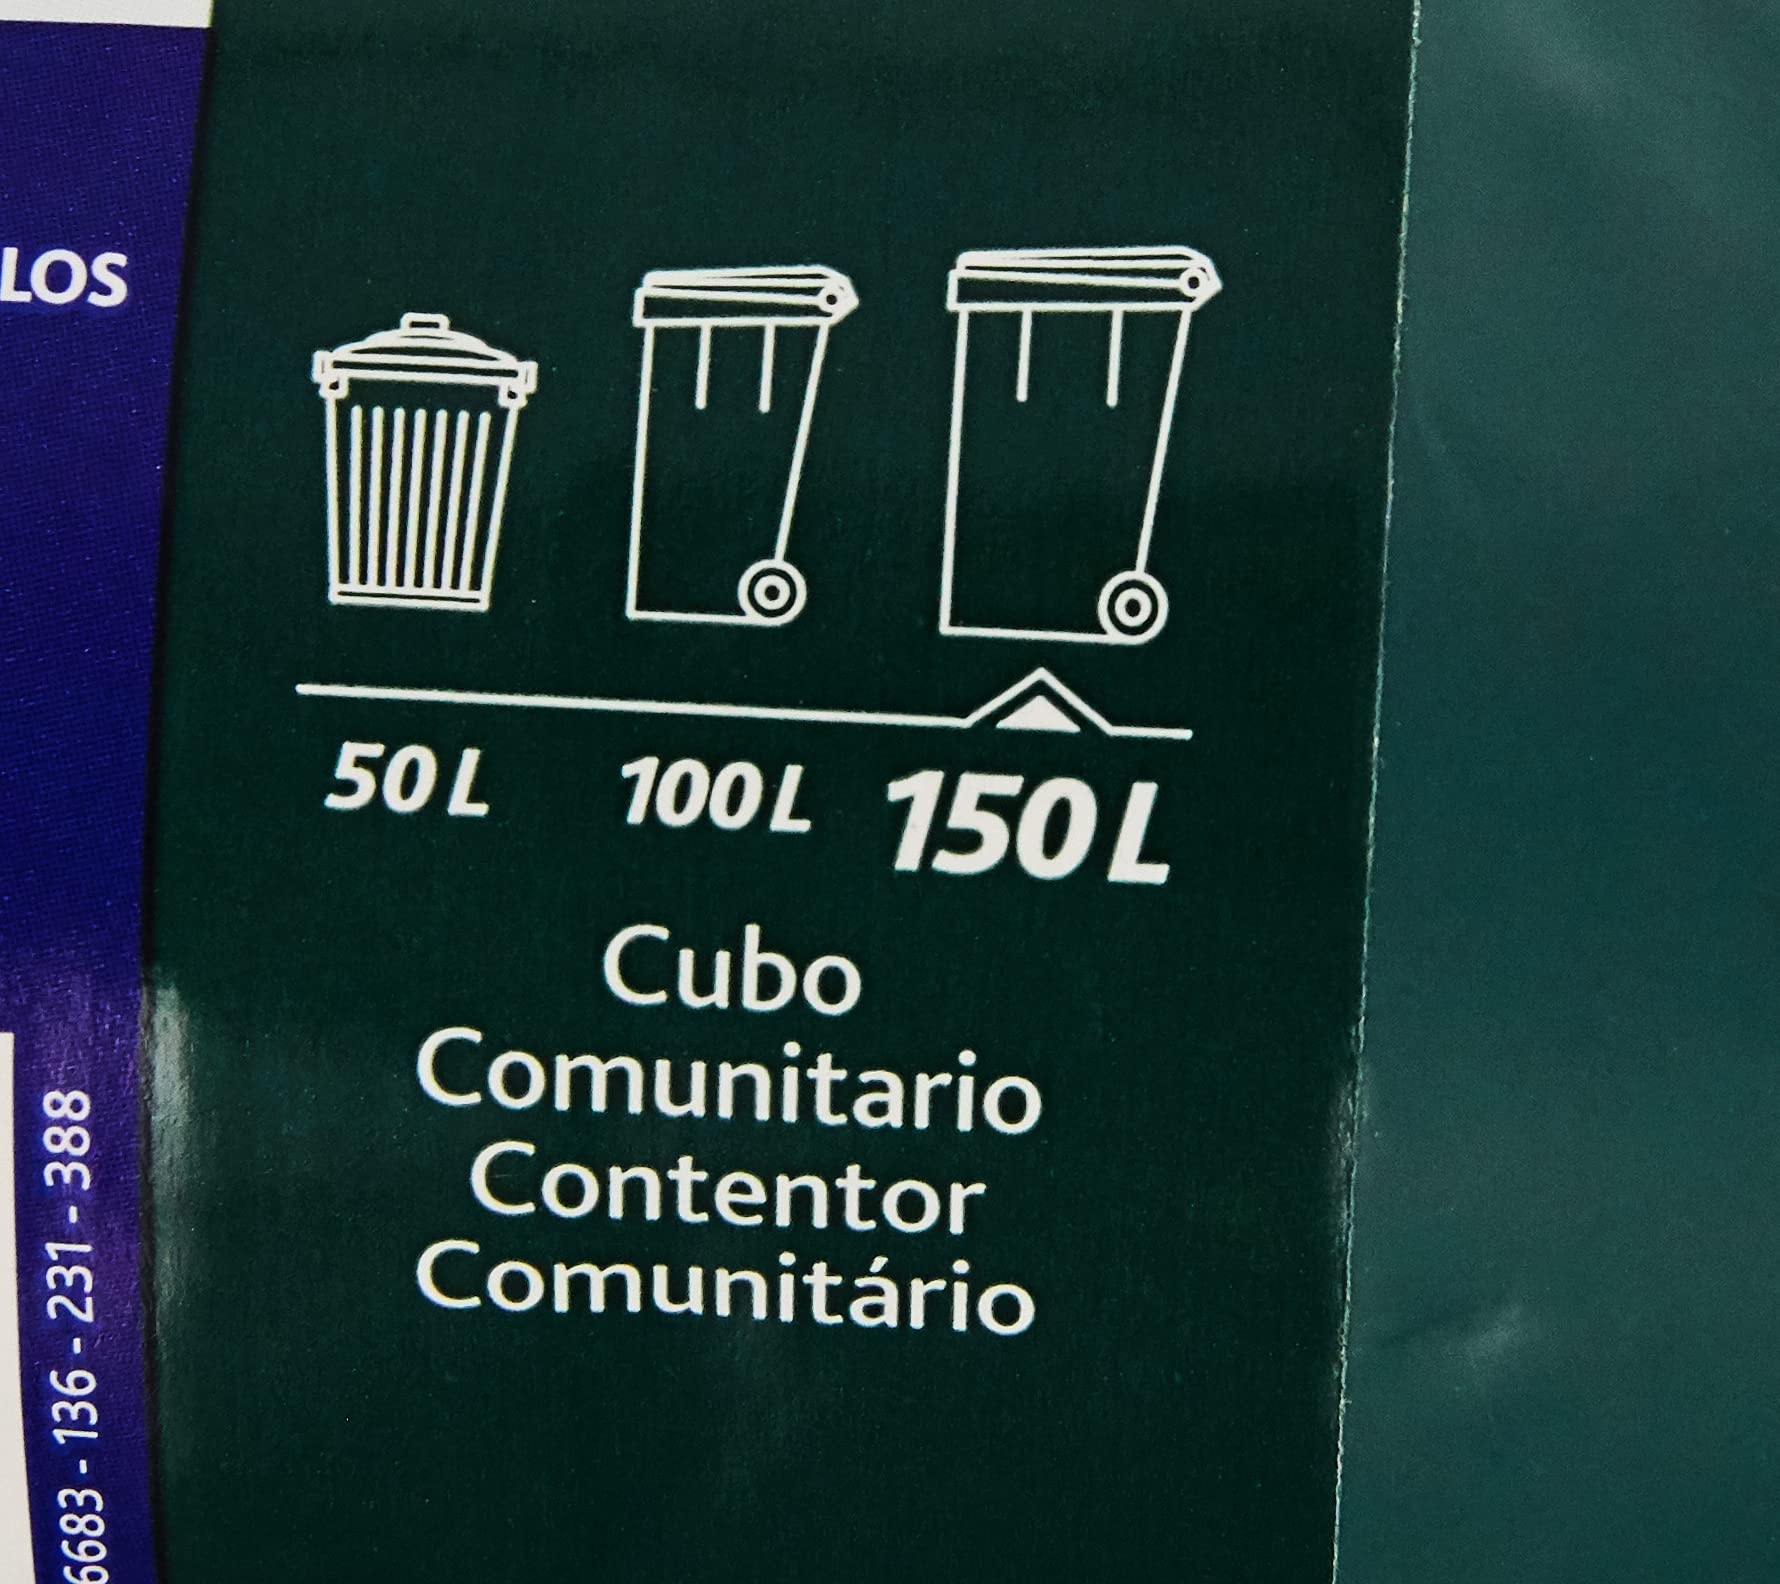 LOS
50 L 100 L 150 L
Cubo
Comunitario
Contentor
Comunitário
6683 - 136 - 231 - 388